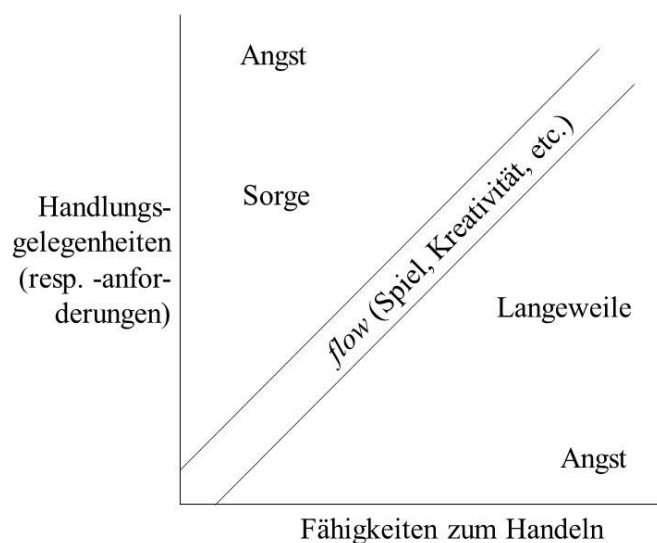 Angst
Sorge
Handlungs-
gelegenheiten
(resp. -anfor-
derungen)
flow (Spiel, Kreativität, etc.)
Langeweile
Angst
Fähigkeiten zum Handeln